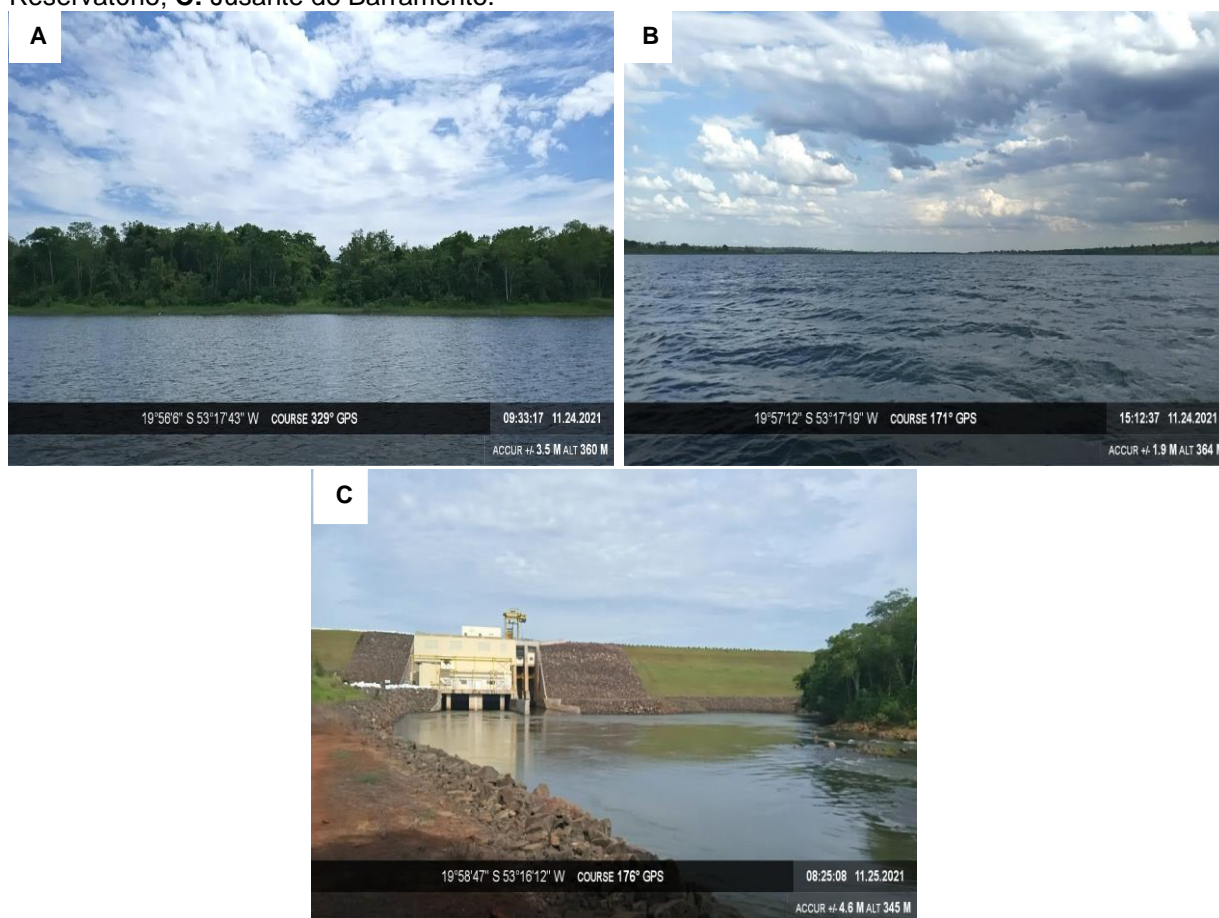 Reservatório; C. Jusante do Barramento.
A
B
19°56'6" S 53°17'43" W COURSE 329° GPS 09:33:17 11.24.2021
ACCUR +/- 3.5 M ALT 360 M
19°57'12" S 53°17'19" W COURSE 171° GPS 15:12:37 11.24.2021
ACCUR +/- 1.9 M ALT 364 M
C
19°58'47" S 53°16'12" W COURSE 176° GPS 08:25:08 11.25.2021
ACCUR +/- 4.6 M ALT 345 M